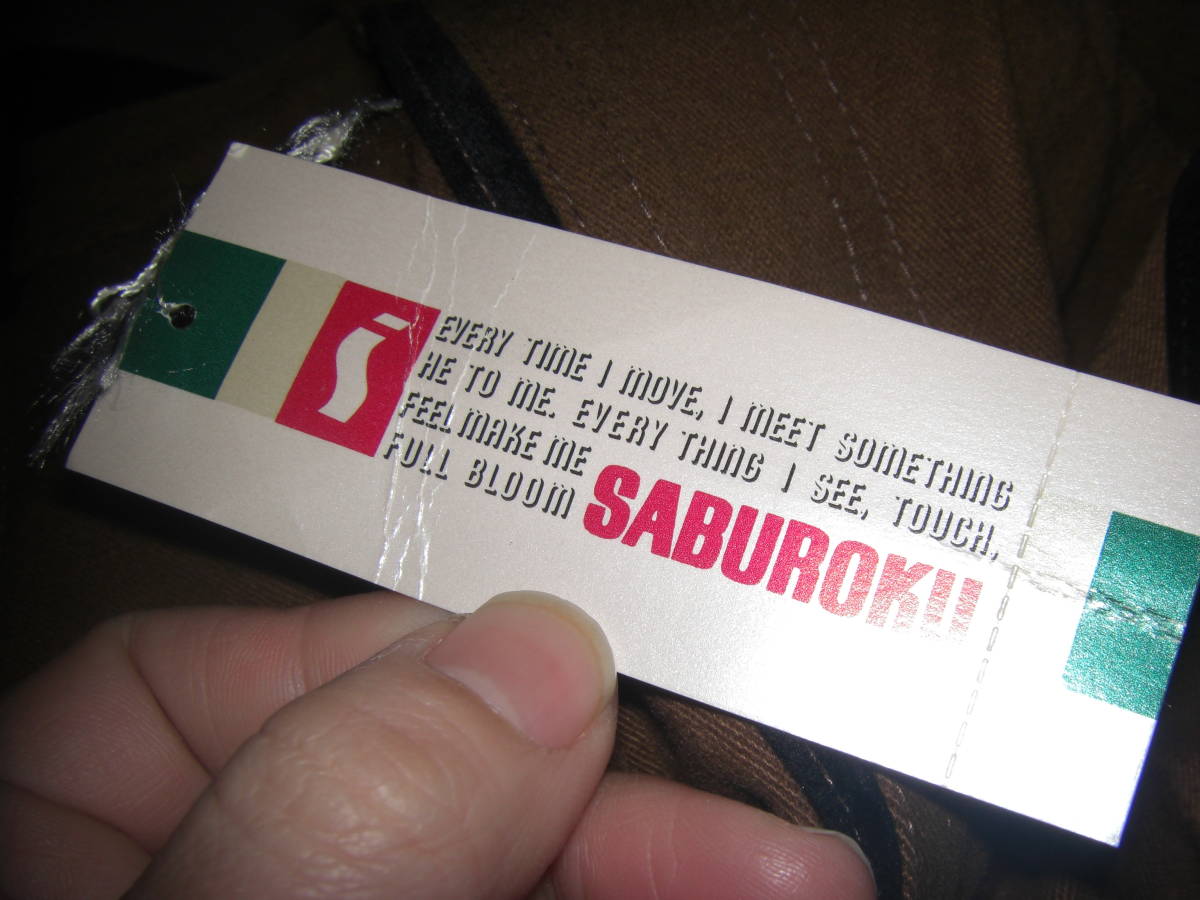 EVERY TIME I MOVE, I MEET SOMETHING
HE TO ME. EVERY THING I SEE, TOUCH,
FEEL MAKE ME
FULL BLOOM SABUROKU